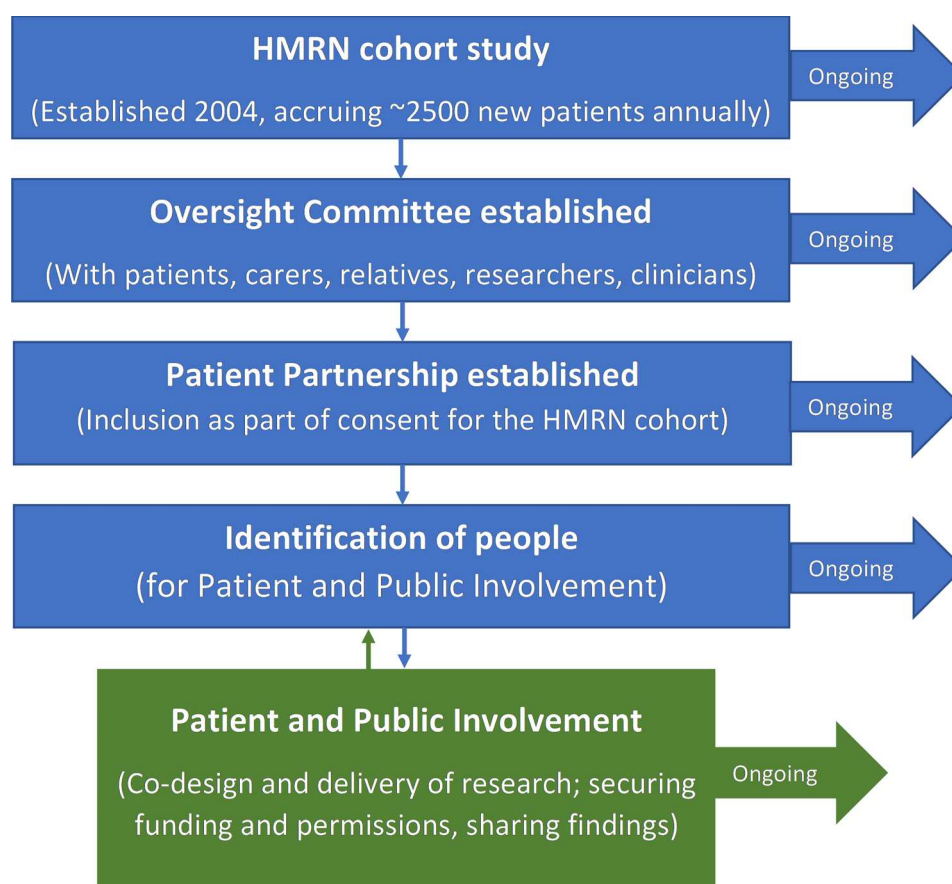 HMRN cohort study
(Established 2004, accruing ~2500 new patients annually)
Ongoing
Oversight Committee established
(With patients, carers, relatives, researchers, clinicians)
Ongoing
Patient Partnership established
(Inclusion as part of consent for the HMRN cohort)
Ongoing
Identification of people
(for Patient and Public Involvement)
Ongoing
Patient and Public Involvement
(Co-design and delivery of research; securing
funding and permissions, sharing findings)
Ongoing